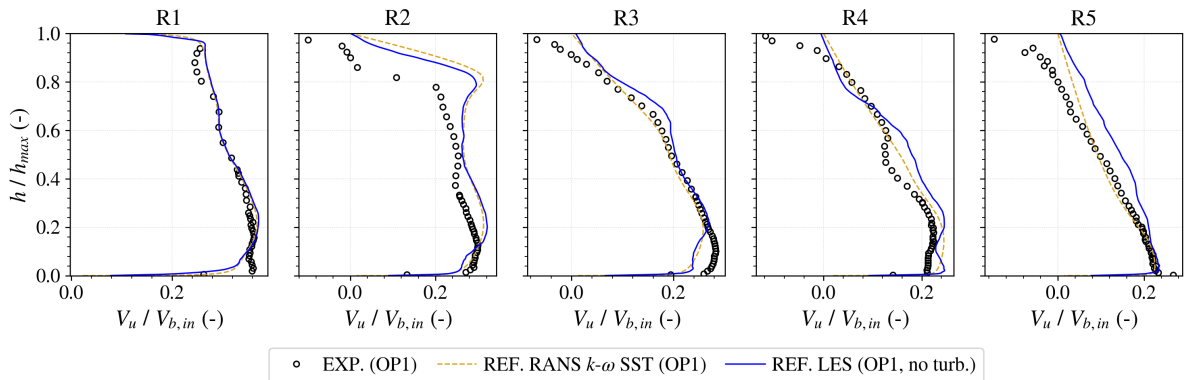 R1 R2 R3 R4 R5
h / h_max (-)
1.0
0.8
0.6
0.4
0.2
0.0
0.0 0.2 0.0 0.2 0.0 0.2 0.0 0.2 0.0 0.2
V_u / V_b,in (-) V_u / V_b,in (-) V_u / V_b,in (-) V_u / V_b,in (-) V_u / V_b,in (-)
EXP. (OP1) REF. RANS k-ω SST (OP1) REF. LES (OP1, no turb.)